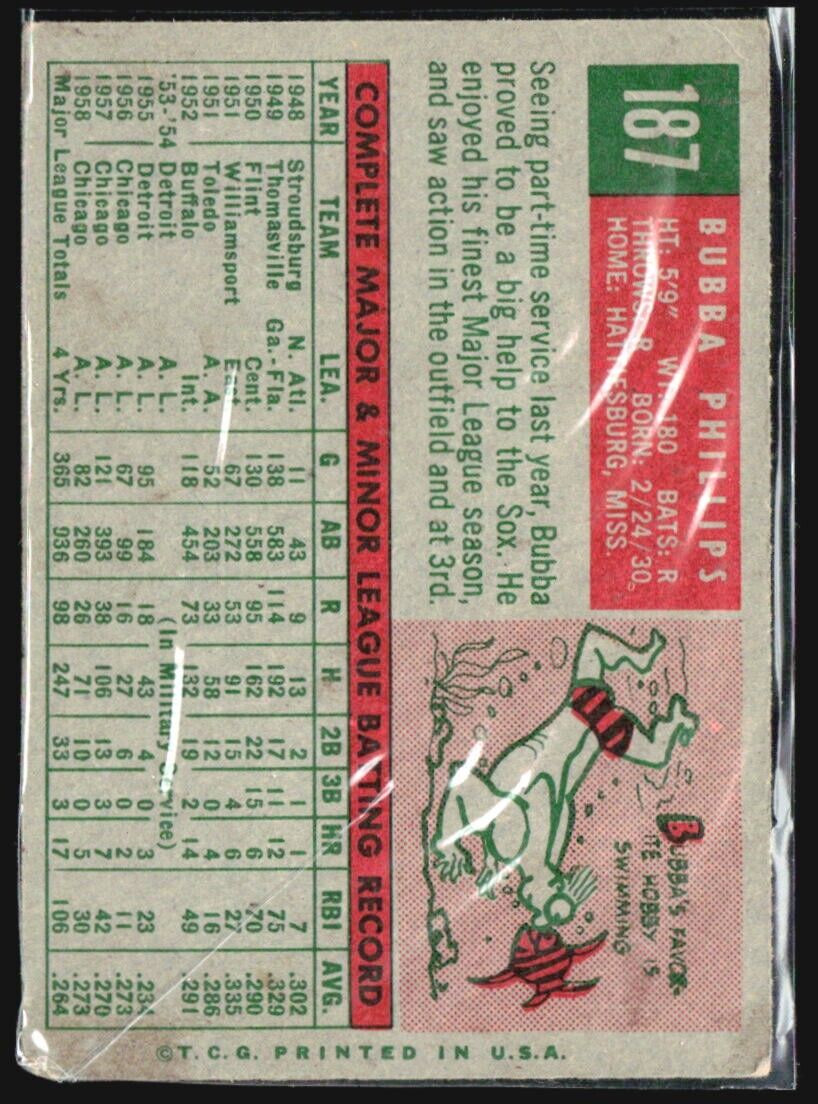 187
BUBBA PHILLIPS
HT: 5'9" WT: 180 BATS: R
THROWS: R BORN: 2/24/30
HOME: HATTIESBURG, MISS.
Seeing part-time service last year, Bubba
proved to be a big help to the Sox. He
enjoyed his finest Major League season,
and saw action in the outfield and at 3rd.
BUBBA'S FAVOR-
ITE HOBBY IS
SWIMMING
COMPLETE MAJOR & MINOR LEAGUE BATTING RECORD
YEAR TEAM LEA. G AB R H 2B 3B HR RBI AVG.
1948 Stroudsburg N. Atl. 11 43 9 13 2 1 1 7 .302
1949 Thomasville Ga.-Fla. 138 583 114 192 17 11 12 75 .329
1950 Flint Cent. 130 558 95 162 22 15 6 70 .290
1951 Williamsport East 67 272 53 91 15 4 6 27 .335
1951 Toledo A. A. 52 203 33 58 12 0 4 16 .286
1952 Buffalo Int. 118 454 73 132 19 2 14 49 .291
'53-'54 Detroit A. L. (In Military Service)
1955 Detroit A. L. 95 184 18 43 4 0 3 23
1956 Chicago A. L. 67 99 16 27 6 0 2 11 .273
1957 Chicago A. L. 121 393 38 106 13 3 7 42 .270
1958 Chicago A. L. 82 260 26 71 10 0 5 30 .273
Major League Totals 4 Yrs. 365 936 98 247 33 3 17 106 .264
©T.C.G. PRINTED IN U.S.A.